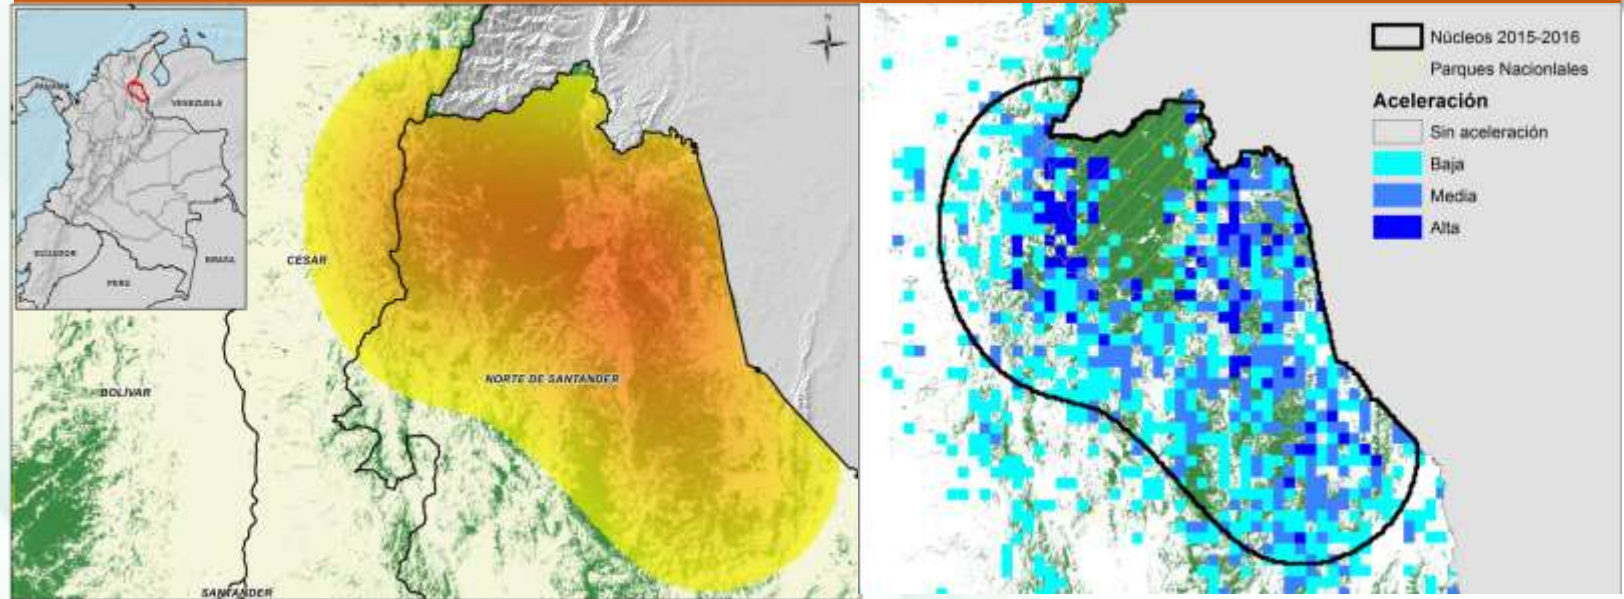 PANAMA
VENEZUELA
ECUADOR
BRASIL
PERU
N
CESAR
NORTE DE SANTANDER
BOLIVAR
SANTANDER
Núcleos 2015-2016
Parques Nacionlales
Aceleración
Sin aceleración
Baja
Media
Alta